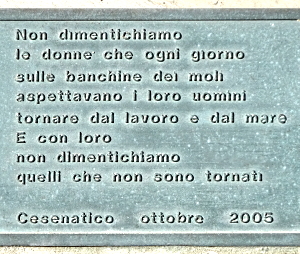 Non dimentichiamo
le donne che ogni giorno
sulle banchine dei moli
aspettavano i loro uomini
tornare dal lavoro e dal mare
E con loro
non dimentichiamo
quelli che non sono tornati
Cesenatico ottobre 2005